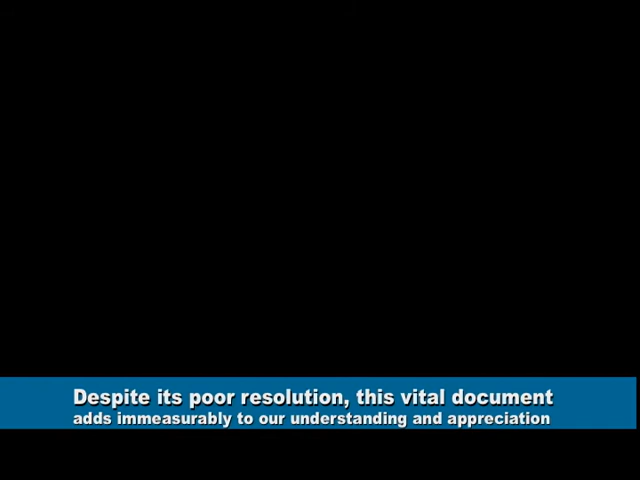 Despite its poor resolution, this vital document
adds immeasurably to our understanding and appreciation